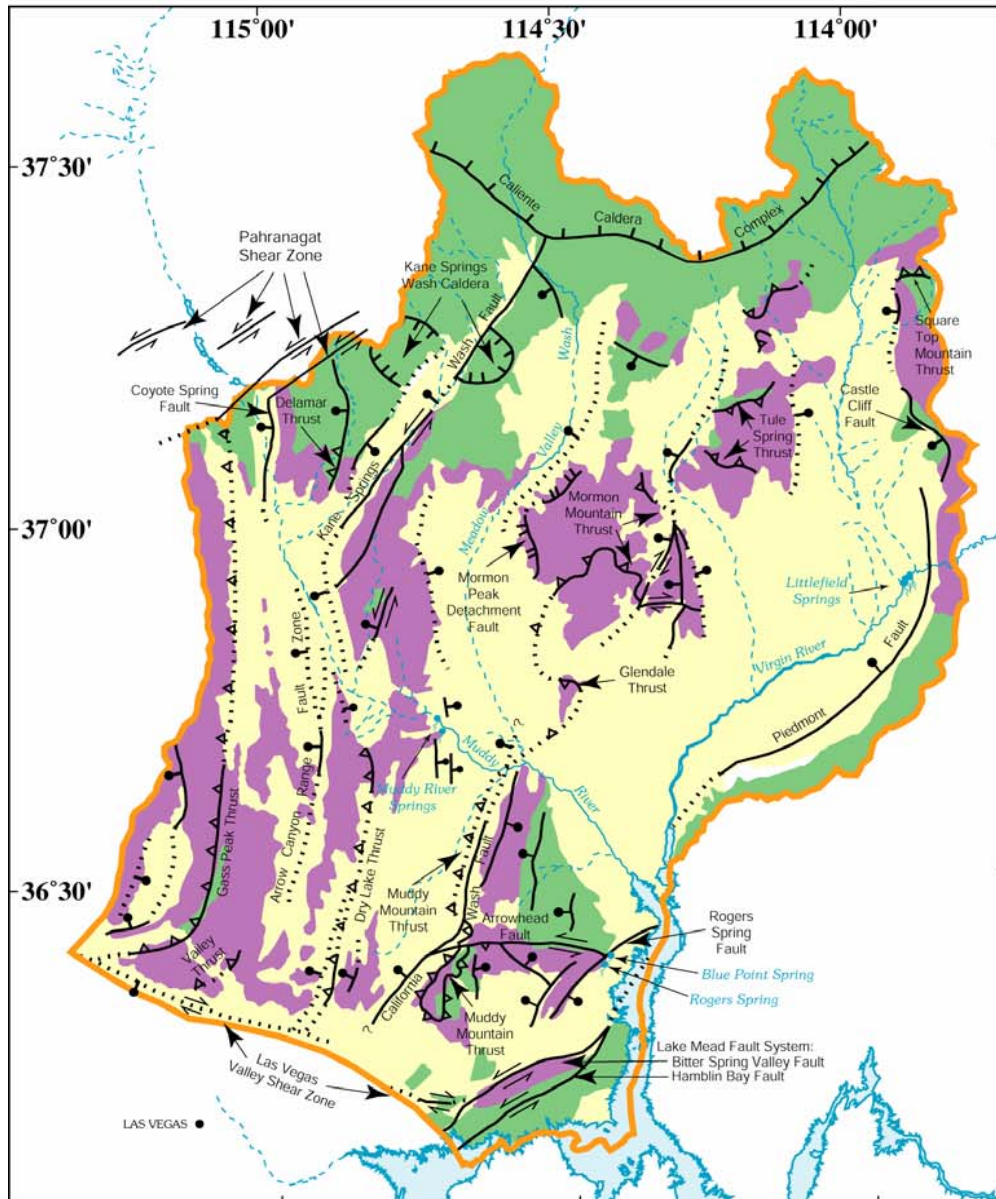 115°00'
114°30'
114°00'
37°30'
Caliente
Caldera
Complex
Pahranagat
Shear Zone
Kane Springs
Wash Caldera
Wash
Fault
Wash
Square
Top
Mountain
Thrust
Coyote Spring
Fault
Delamar
Thrust
Castle
Cliff
Fault
Tule
Spring
Thrust
Valley
Kane Springs
37°00'
Meadow
Mormon
Mountain
Thrust
Mormon
Peak
Detachment
Fault
Littlefield
Springs
Fault
Zone
Virgin River
Glendale
Thrust
Fault
Piedmont
?
Muddy
River
Range
Muddy River
Springs
Gass Peak Thrust
Canyon
Arrow
Dry Lake Thrust
36°30'
Fault
Wash
Muddy
Mountain
Thrust
Arrowhead
Fault
Rogers
Spring
Fault
Valley
Thrust
Blue Point Spring
Rogers Spring
California
?
Muddy
Mountain
Thrust
Lake Mead Fault System:
Bitter Spring Valley Fault
Hamblin Bay Fault
Las Vegas
Valley Shear Zone
LAS VEGAS